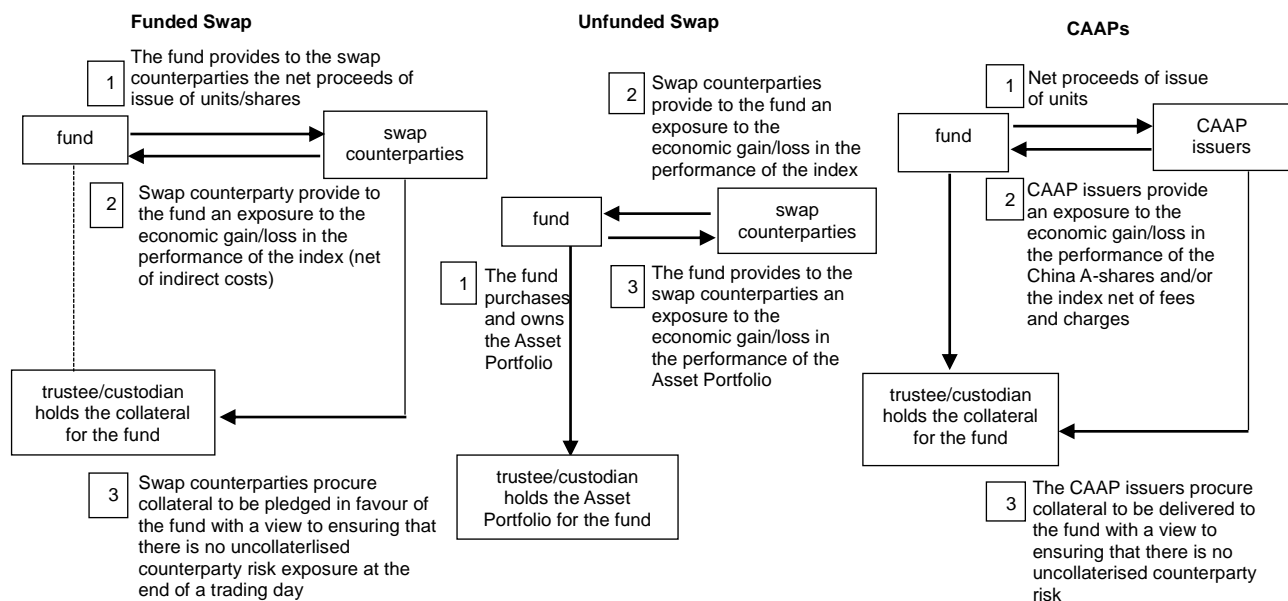 Funded Swap
1
The fund provides to the swap
counterparties the net proceeds of
issue of units/shares
fund
swap
counterparties
2
Swap counterparty provide to
the fund an exposure to the
economic gain/loss in the
performance of the index (net
of indirect costs)
trustee/custodian
holds the collateral
for the fund
3
Swap counterparties procure
collateral to be pledged in favour of
the fund with a view to ensuring that
there is no uncollaterlised
counterparty risk exposure at the
end of a trading day
Unfunded Swap
2
Swap counterparties
provide to the fund an
exposure to the
economic gain/loss in the
performance of the index
fund
swap
counterparties
1
The fund
purchases
and owns
the Asset
Portfolio
3
The fund provides to the
swap counterparties an
exposure to the
economic gain/loss in
the performance of the
Asset Portfolio
trustee/custodian
holds the Asset
Portfolio for the fund
CAAPs
1
Net proceeds of issue
of units
fund
CAAP
issuers
2
CAAP issuers provide
an exposure to the
economic gain/loss in
the performance of the
China A-shares and/or
the index net of fees
and charges
trustee/custodian
holds the collateral
for the fund
3
The CAAP issuers procure
collateral to be delivered to
the fund with a view to
ensuring that there is no
uncollaterised counterparty
risk